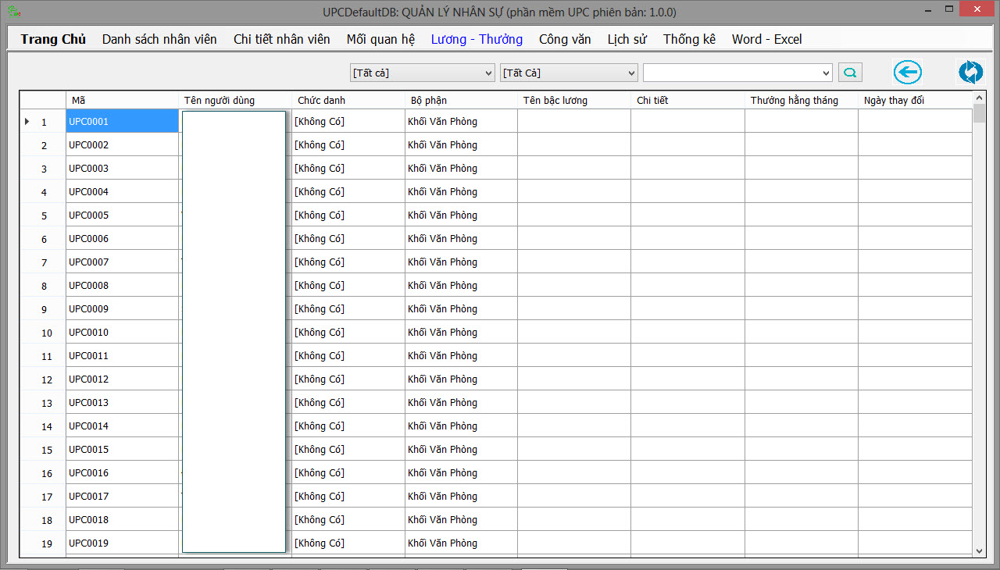 UPCDefaultDB: QUẢN LÝ NHÂN SỰ (phần mềm UPC phiên bản: 1.0.0)
Trang Chủ Danh sách nhân viên Chi tiết nhân viên Mối quan hệ Lương - Thưởng Công văn Lịch sử Thống kê Word - Excel
[Tất cả] [Tất Cả]
Mã Tên người dùng Chức danh Bộ phận Tên bậc lương Chi tiết Thưởng hằng tháng Ngày thay đổi
1 UPC0001 [Không Có] Khối Văn Phòng
2 UPC0002 [Không Có] Khối Văn Phòng
3 UPC0003 [Không Có] Khối Văn Phòng
4 UPC0004 [Không Có] Khối Văn Phòng
5 UPC0005 [Không Có] Khối Văn Phòng
6 UPC0006 [Không Có] Khối Văn Phòng
7 UPC0007 [Không Có] Khối Văn Phòng
8 UPC0008 [Không Có] Khối Văn Phòng
9 UPC0009 [Không Có] Khối Văn Phòng
10 UPC0010 [Không Có] Khối Văn Phòng
11 UPC0011 [Không Có] Khối Văn Phòng
12 UPC0012 [Không Có] Khối Văn Phòng
13 UPC0013 [Không Có] Khối Văn Phòng
14 UPC0014 [Không Có] Khối Văn Phòng
15 UPC0015 [Không Có] Khối Văn Phòng
16 UPC0016 [Không Có] Khối Văn Phòng
17 UPC0017 [Không Có] Khối Văn Phòng
18 UPC0018 [Không Có] Khối Văn Phòng
19 UPC0019 [Không Có] Khối Văn Phòng